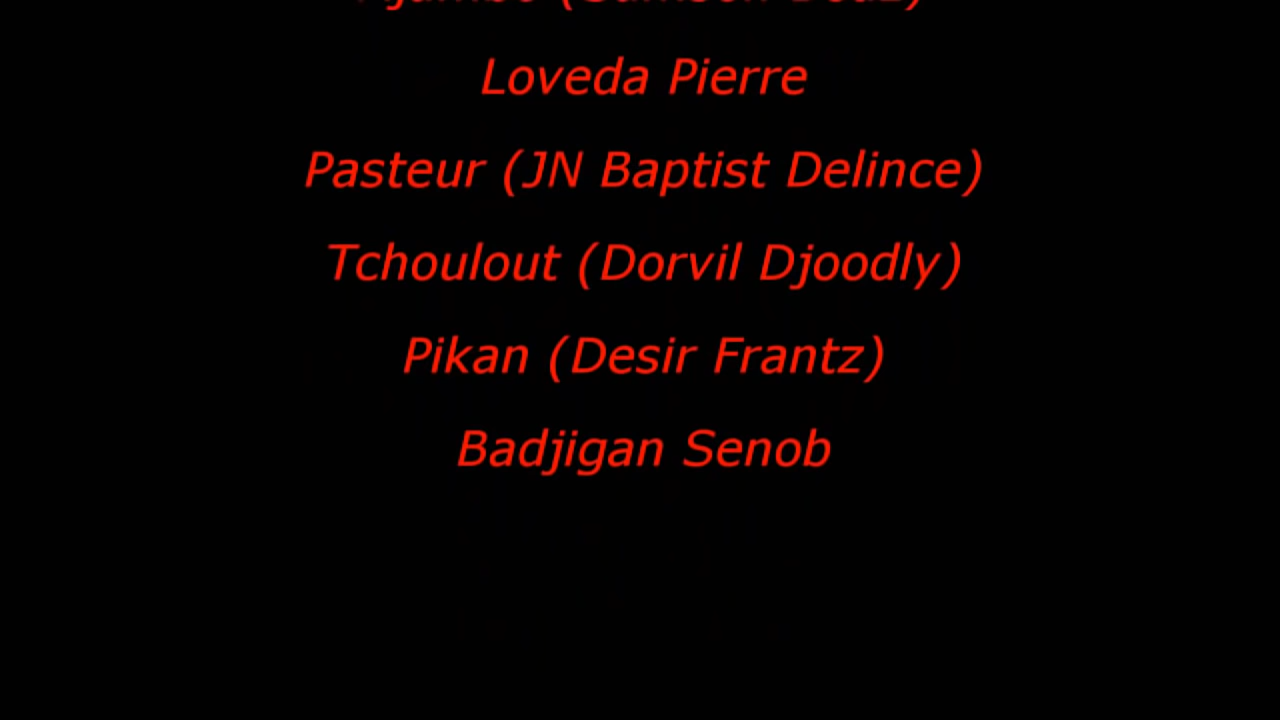 Loveda Pierre
Pasteur (JN Baptist Delince)
Tchoulout (Dorvil Djoodly)
Pikan (Desir Frantz)
Badjigan Senob